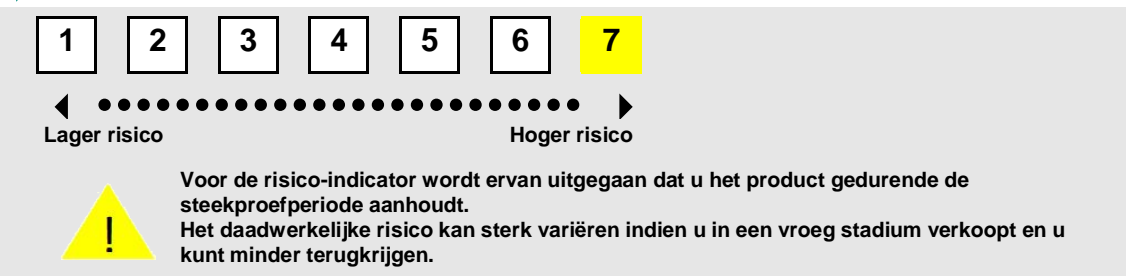 1 2 3 4 5 6 7
Lager risico Hoger risico
Voor de risico-indicator wordt ervan uitgegaan dat u het product gedurende de
steekproefperiode aanhoudt.
Het daadwerkelijke risico kan sterk variëren indien u in een vroeg stadium verkoopt en u
!
kunt minder terugkrijgen.